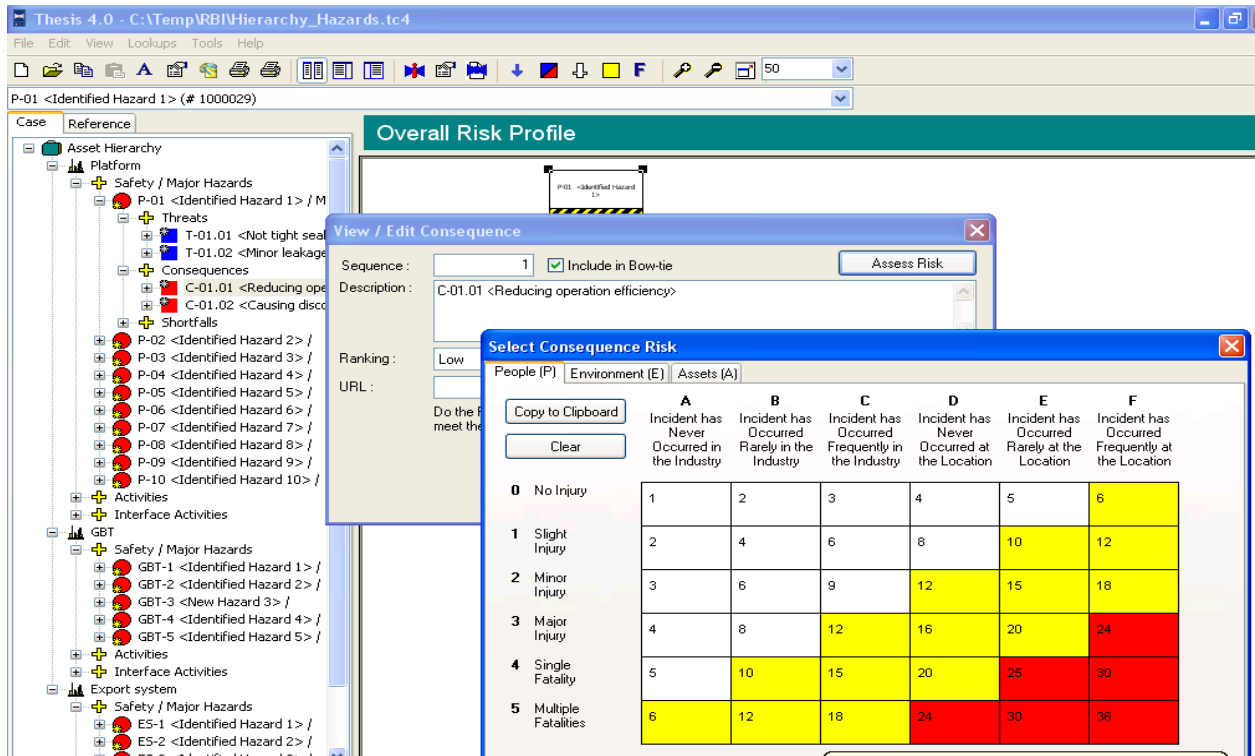 Thesis 4.0 - C:\Temp\RBI\Hierarchy_Hazards.tc4
File Edit View Lookups Tools Help
50
P-01 <Identified Hazard 1> (# 1000029)
Case Reference
Asset Hierarchy
Platform
Safety / Major Hazards
P-01 <Identified Hazard 1> / M
Threats
T-01.01 <Not tight seal
T-01.02 <Minor leakage
Consequences
C-01.01 <Reducing ope
C-01.02 <Causing disco
Shortfalls
P-02 <Identified Hazard 2> /
P-03 <Identified Hazard 3> /
P-04 <Identified Hazard 4> /
P-05 <Identified Hazard 5> /
P-06 <Identified Hazard 6> /
P-07 <Identified Hazard 7> /
P-08 <Identified Hazard 8> /
P-09 <Identified Hazard 9> /
P-10 <Identified Hazard 10> /
Activities
Interface Activities
GBT
Safety / Major Hazards
GBT-1 <Identified Hazard 1> /
GBT-2 <Identified Hazard 2> /
GBT-3 <New Hazard 3> /
GBT-4 <Identified Hazard 4> /
GBT-5 <Identified Hazard 5> /
Activities
Interface Activities
Export system
Safety / Major Hazards
ES-1 <Identified Hazard 1> /
ES-2 <Identified Hazard 2> /
Overall Risk Profile
P-01 <Identified Hazard
1>
View / Edit Consequence
Sequence : 1 Include in Bow-tie Assess Risk
Description : C-01.01 <Reducing operation efficiency>
Ranking : Low
URL :
Do the
meet the
Select Consequence Risk
People (P) Environment (E) Assets (A)
Copy to Clipboard
Clear
A B C D E F
Incident has Incident has Incident has Incident has Incident has Incident has
Never Occurred Occurred Never Occurred Occurred
Occurred in Rarely in the Frequently in Occurred at Rarely at the Frequently at
the Industry Industry the Industry the Location Location the Location
0 No Injury 1 2 3 4 5 6
1 Slight
Injury 2 4 6 8 10 12
2 Minor
Injury 3 6 9 12 15 18
3 Major
Injury 4 8 12 16 20 24
4 Single
Fatality 5 10 15 20 25 30
5 Multiple
Fatalities 6 12 18 24 30 36